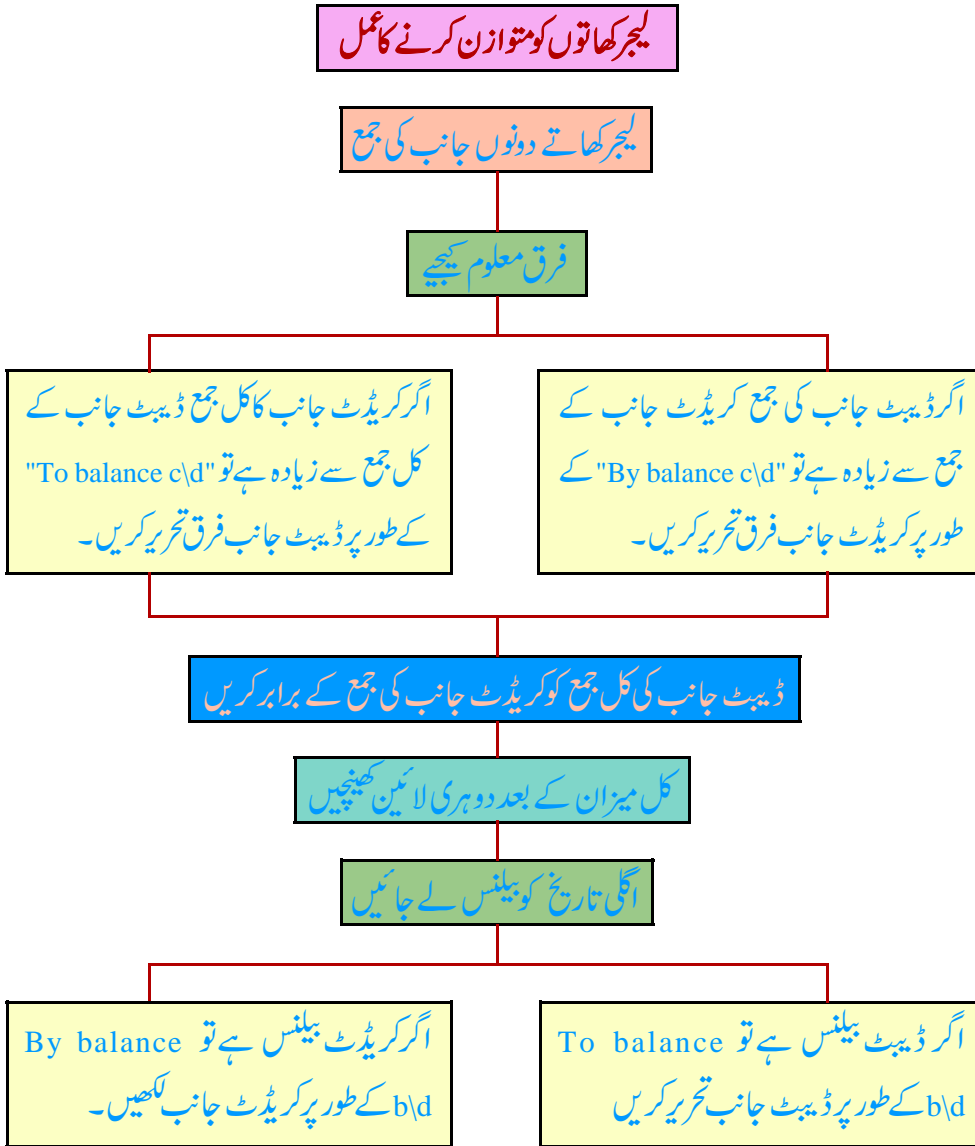 لیجر کھاتوں کو متوازن کرنے کا عمل
لیجر کھاتے دونوں جانب کی جمع
فرق معلوم کیجیے
اگر ڈیبٹ جانب کی جمع کریڈٹ جانب کے
جمع سے زیادہ ہے تو "By balance c\d" کے
طور پر کریڈٹ جانب فرق تحریر کریں۔
اگر کریڈٹ جانب کا کل جمع ڈیبٹ جانب کے
کل جمع سے زیادہ ہے تو "To balance c\d"
کے طور پر ڈیبٹ جانب فرق تحریر کریں۔
ڈیبٹ جانب کی کل جمع کو کریڈٹ جانب کی جمع کے برابر کریں
کل میزان کے بعد دوہری لائین کھینچیں
اگلی تاریخ کو بیلنس لے جائیں
اگر ڈیبٹ بیلنس ہے تو To balance
b\d کے طور پر ڈیبٹ جانب تحریر کریں
اگر کریڈٹ بیلنس ہے تو By balance
b\d کے طور پر کریڈٹ جانب لکھیں۔